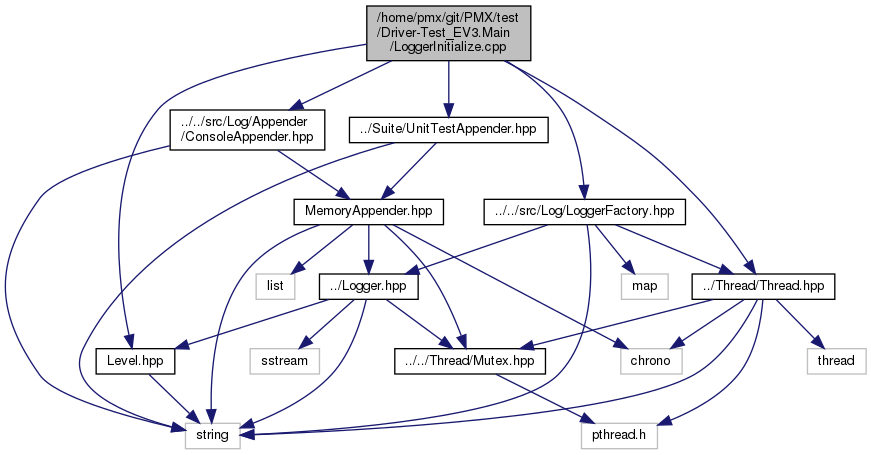 /home/pmx/git/PMX/test
/Driver-Test_EV3.Main
/LoggerInitialize.cpp
../../src/Log/Appender
/ConsoleAppender.hpp
../Suite/UnitTestAppender.hpp
MemoryAppender.hpp
../../src/Log/LoggerFactory.hpp
list
../Logger.hpp
map
../Thread/Thread.hpp
Level.hpp
sstream
../../Thread/Mutex.hpp
chrono
thread
string
pthread.h